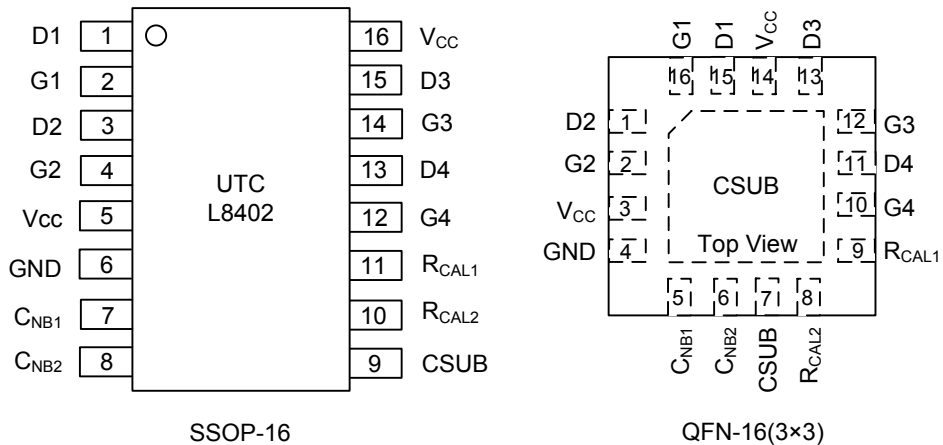 D1 1 16 VCC
G1 2 15 D3
D2 3 14 G3
G2 4 13 D4
Vcc 5 12 G4
GND 6 11 RCAL1
CNB1 7 10 RCAL2
CNB2 8 9 CSUB
UTC
L8402
SSOP-16
G1 D1 VCC D3
16 15 14 13
D2 1 12 G3
G2 2 11 D4
VCC 3 10 G4
GND 4 9 RCAL1
CSUB
Top View
5 6 7 8
CNB1 CNB2 CSUB RCAL2
QFN-16(3×3)